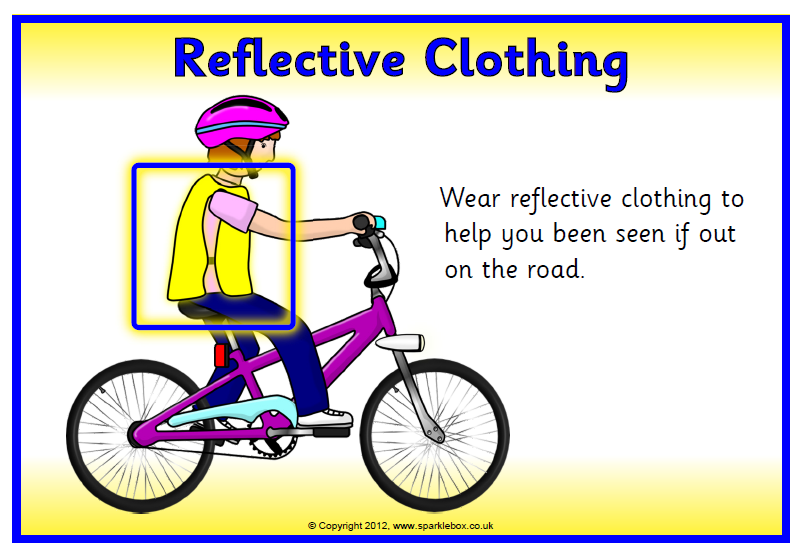 Reflective Clothing
Wear reflective clothing to
help you been seen if out
on the road.
© Copyright 2012, www.sparklebox.co.uk